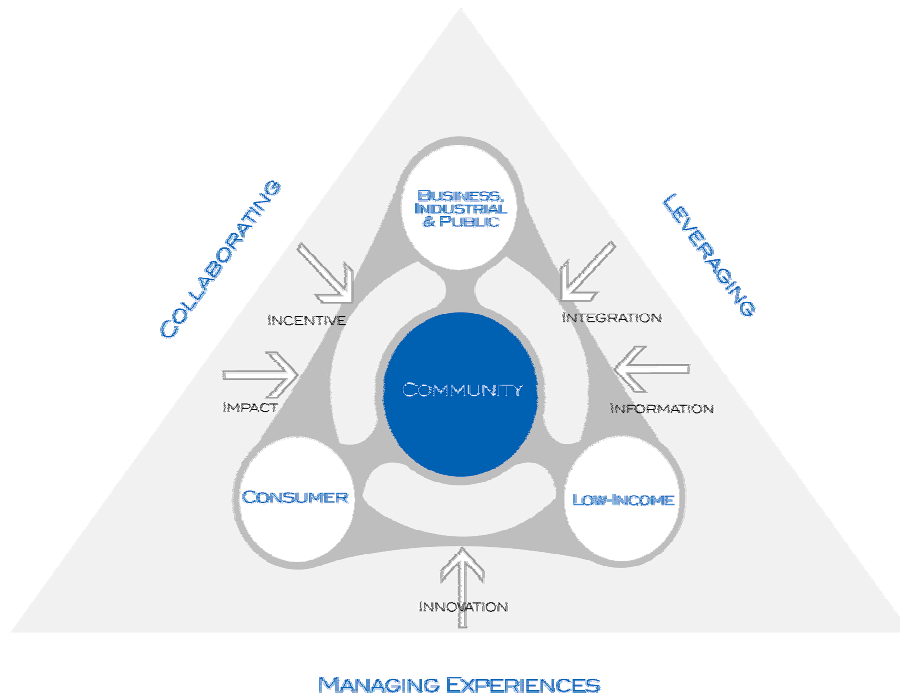 BUSINESS,
INDUSTRIAL
& PUBLIC
COLLABORATING
LEVERAGING
INCENTIVE
INTEGRATION
COMMUNITY
IMPACT
INFORMATION
CONSUMER
LOW-INCOME
INNOVATION
MANAGING EXPERIENCES